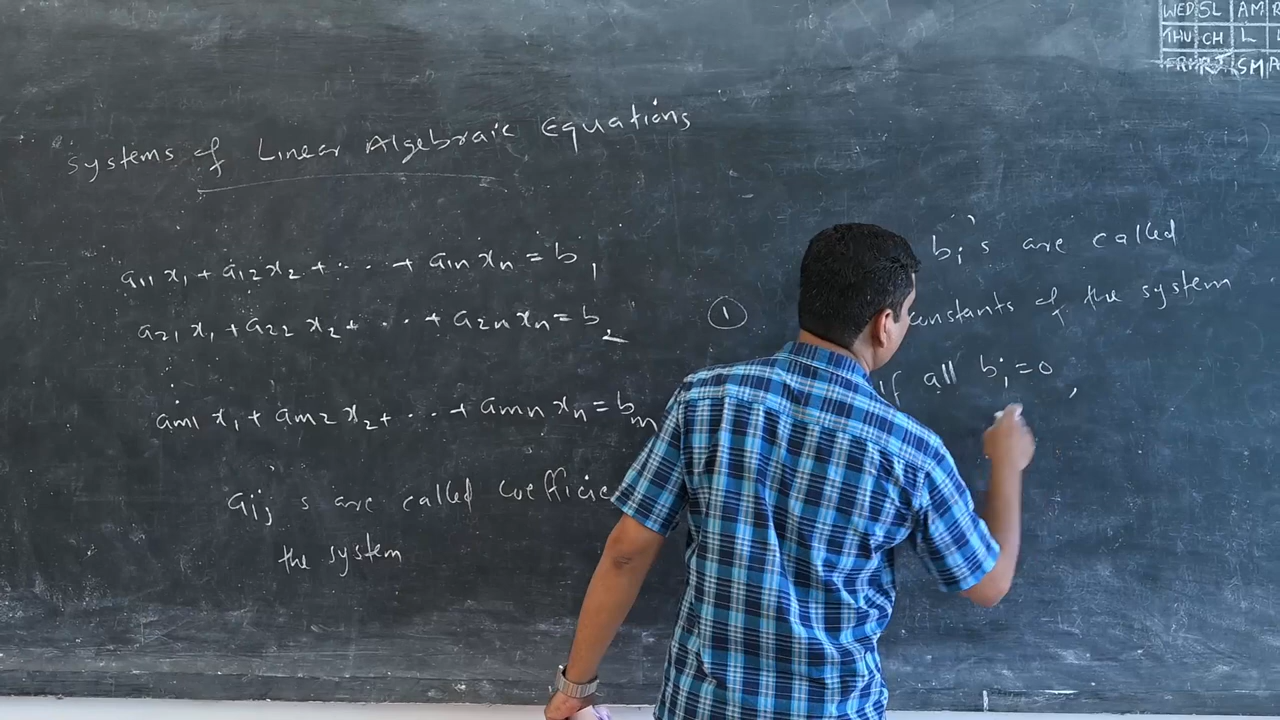 Systems of Linear Algebraic Equations
a11 x1 + a12 x2 + ... + a1n xn = b1
a21 x1 + a22 x2 + ... + a2n xn = b2
am1 x1 + am2 x2 + ... + amn xn = bm
aij s are called
the system
1
bi's are called
constants of the system
If all bi = 0 ,
WED SL AM
THU CH L
SM